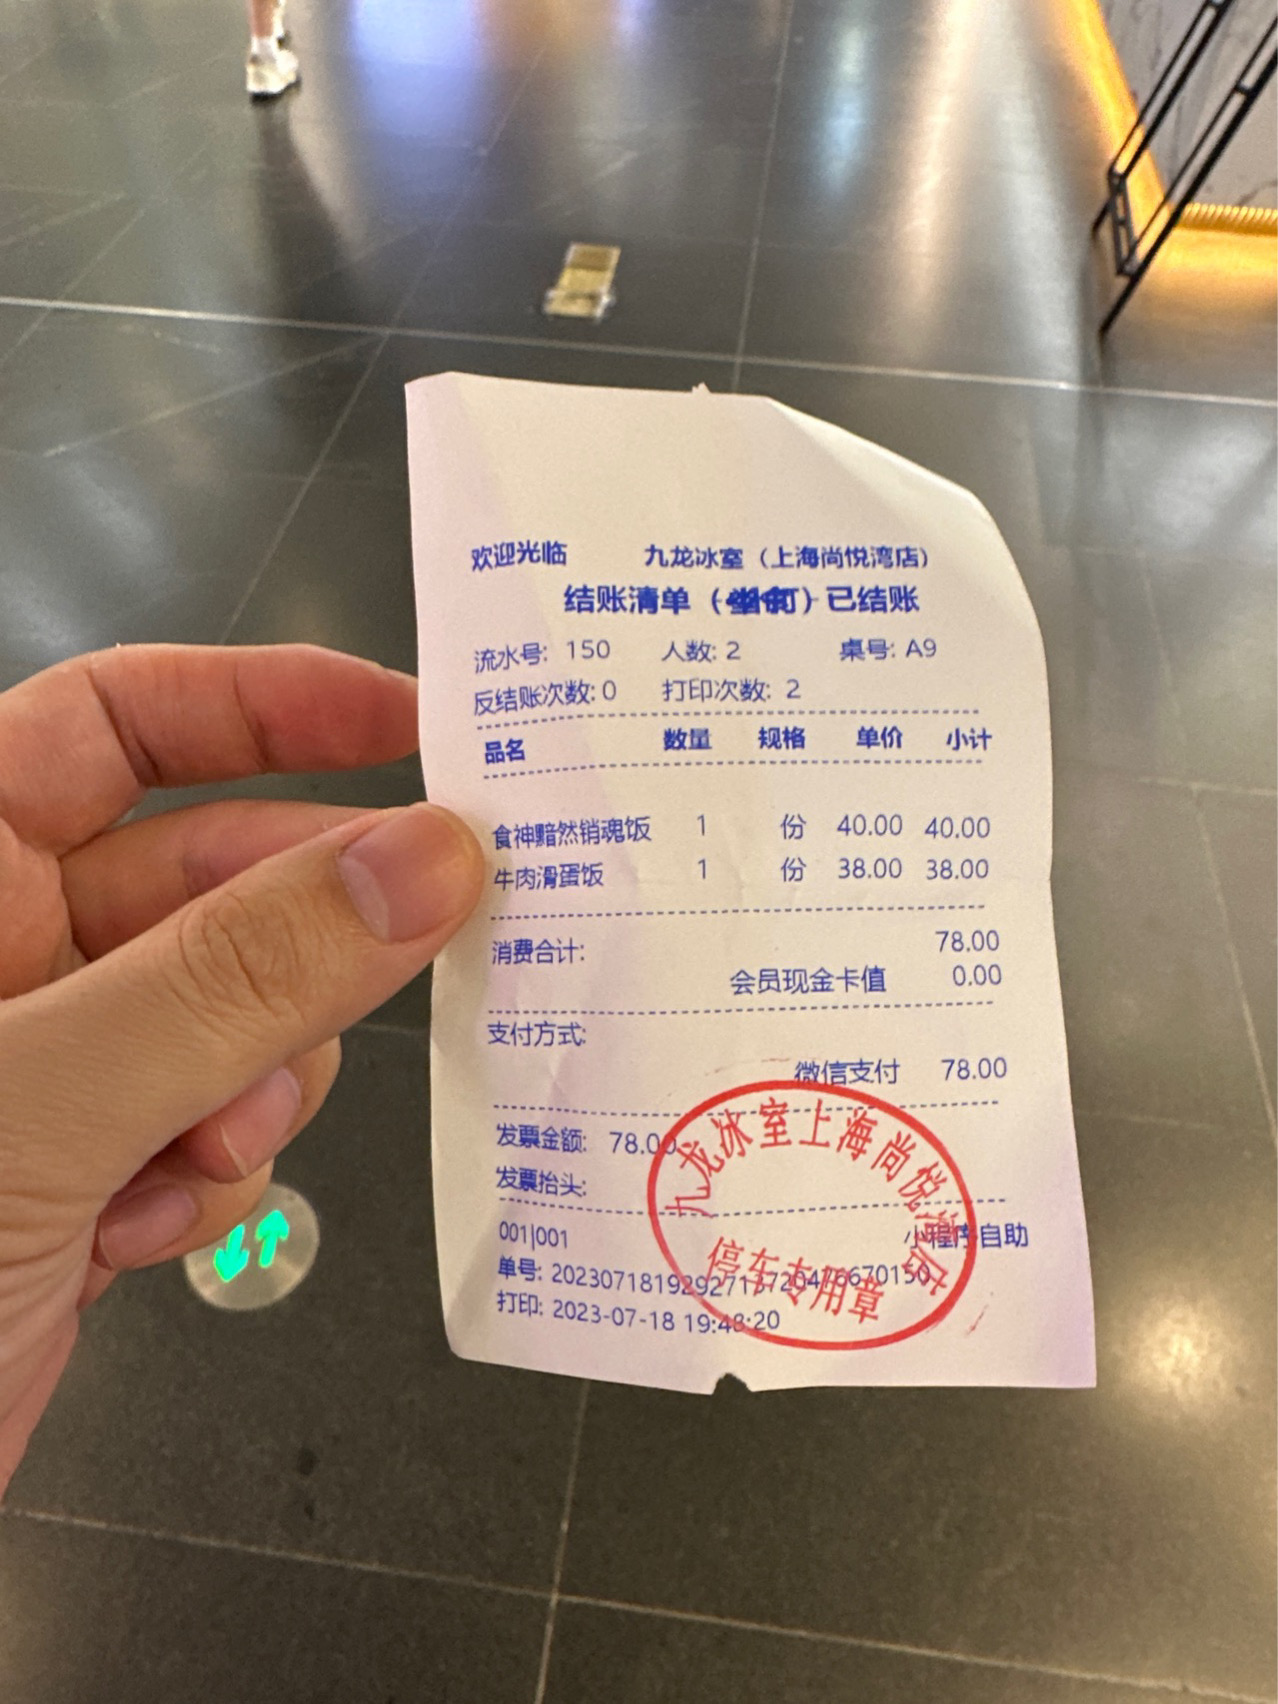 欢迎光临 九龙冰室（上海尚悦湾店）
结账清单（ ）已结账
流水号: 150 人数: 2 桌号: A9
反结账次数: 0 打印次数: 2
品名 数量 规格 单价 小计
食神黯然销魂饭 1 份 40.00 40.00
牛肉滑蛋饭 1 份 38.00 38.00
消费合计: 78.00
会员现金卡值 0.00
支付方式:
微信支付 78.00
发票金额: 78.00
发票抬头:
001|001 小程序自助
打印: 2023-07-18 19:48:20
九龙冰室上海尚悦湾店
停车专用章